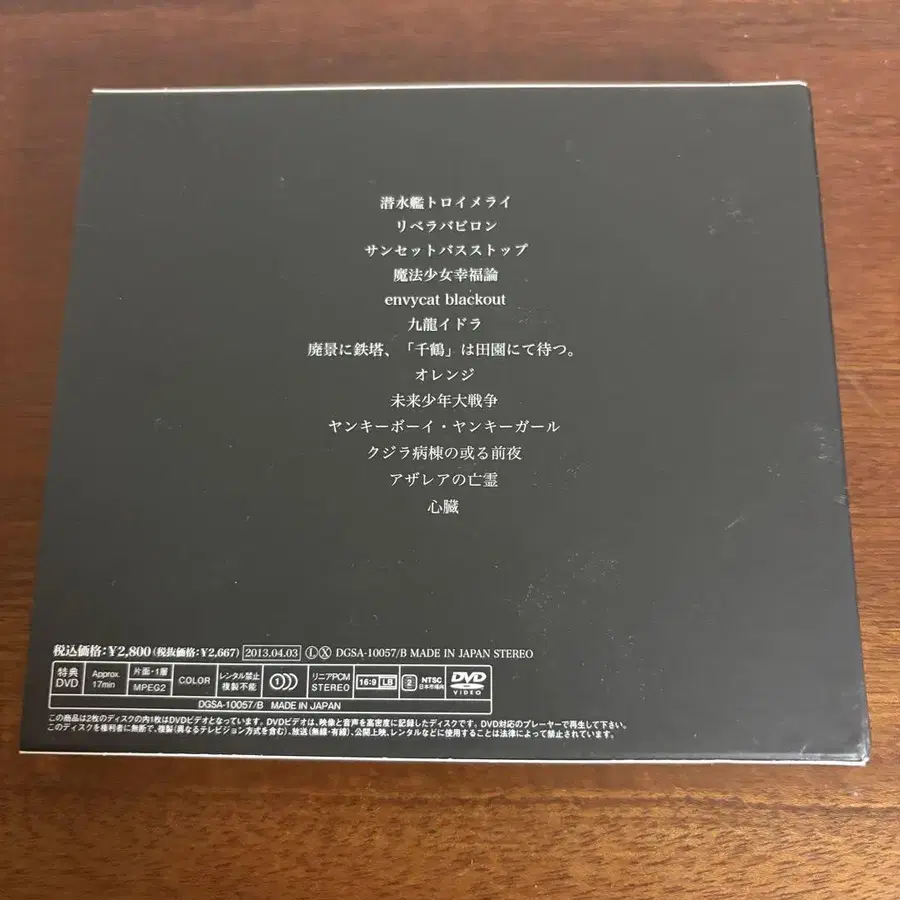 潜水艦トロイメライ
リベラバビロン
サンセットバスストップ
魔法少女幸福論
envycat blackout
九龍イドラ
廃景に鉄塔、「千鶴」は田園にて待つ。
オレンジ
未来少年大戦争
ヤンキーボーイ・ヤンキーガール
クジラ病棟の或る前夜
アザレアの亡霊
心臓
税込価格:¥2,800(税抜価格:¥2,667) 2013.04.03 Ⓛ Ⓧ DGSA-10057/B MADE IN JAPAN STEREO
特典 DVD Approx. 17min 片面・1層 MPEG2 COLOR レンタル禁止 複製不能 リニアPCM STEREO 16:9 LB 2 NTSC 日本市場向 DVD VIDEO
DGSA-10057/B MADE IN JAPAN
この商品は2枚のディスクの内1枚はDVDビデオとなっています。DVDビデオは、映像と音声を高密度に記録したディスクです。DVD対応のプレーヤーで再生して下さい。
このディスクを権利者に無断で、複製(異なるテレビジョン方式を含む)、放送(無線・有線)、公開上映、レンタルなどに使用することは法律によって禁止されています。